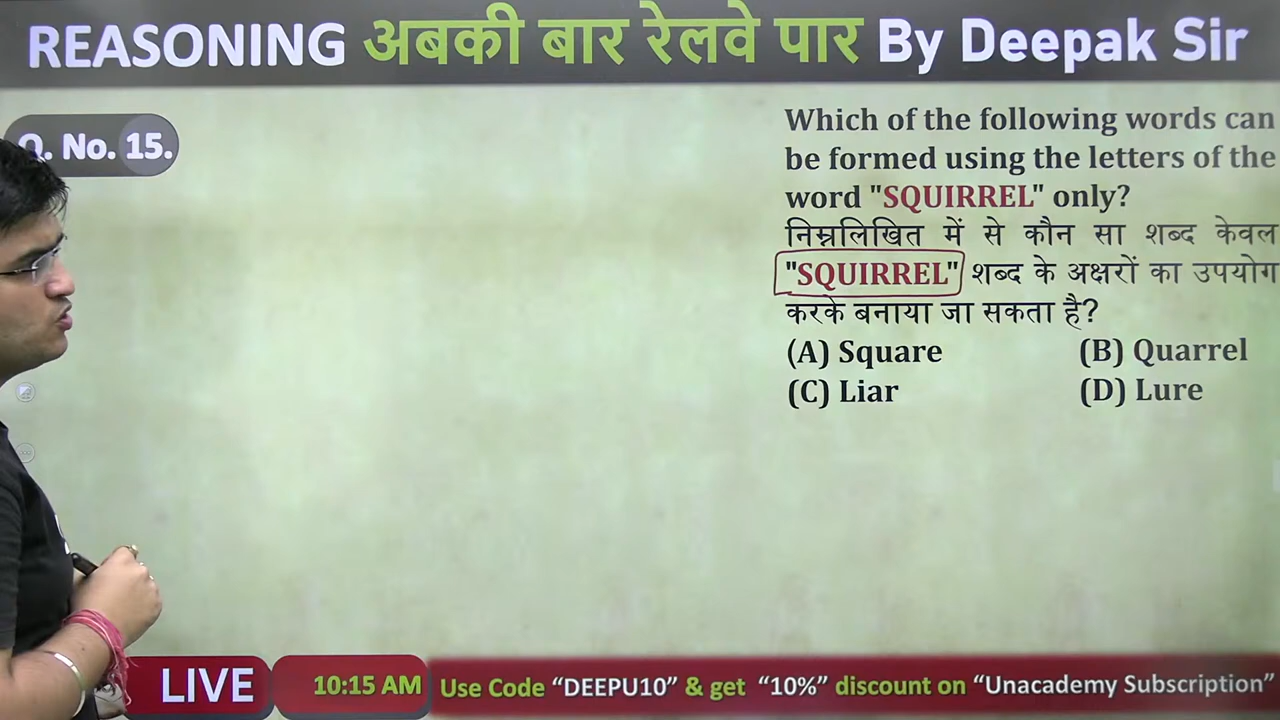 REASONING अबकी बार रेलवे पार By Deepak Sir
Q. No. 15.
Which of the following words can
be formed using the letters of the
word "SQUIRREL" only?
निम्नलिखित में से कौन सा शब्द केवल
"SQUIRREL" शब्द के अक्षरों का उपयोग
करके बनाया जा सकता है?
(A) Square (B) Quarrel
(C) Liar (D) Lure
LIVE 10:15 AM Use Code “DEEPU10” & get “10%” discount on “Unacademy Subscription”